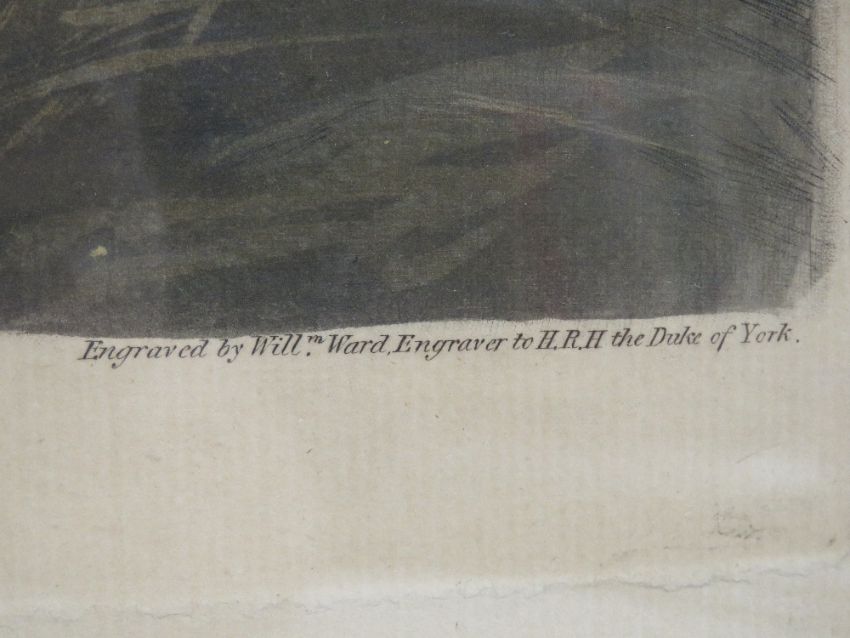 Engraved by Will.ᵐ Ward, Engraver to H.R.H the Duke of York.